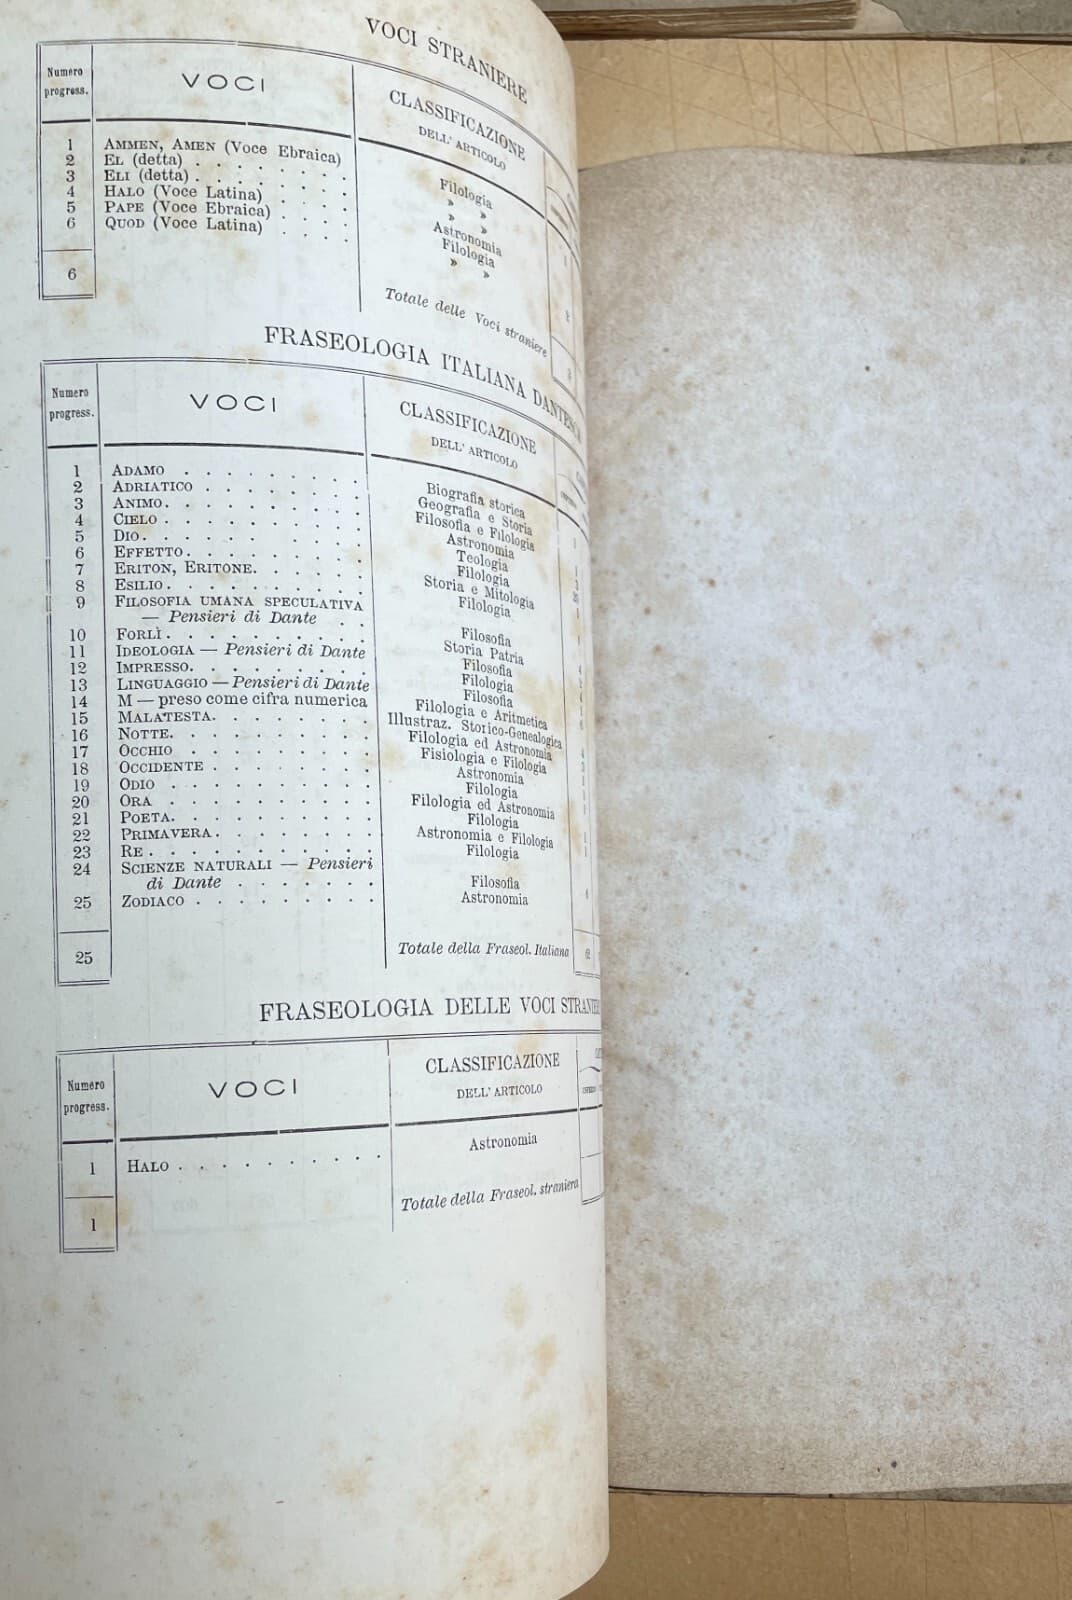 VOCI STRANIERE
Numero progress.
VOCI
CLASSIFICAZIONE
DELL' ARTICOLO
1 AMMEN, AMEN (Voce Ebraica) Filologia
2 EL (detta) » »
3 ELI (detta) » »
4 HALO (Voce Latina) Astronomia
5 PAPE (Voce Ebraica) Filologia
6 QUOD (Voce Latina) » »
6 Totale delle Voci straniere
FRASEOLOGIA ITALIANA DANTESCA
Numero progress.
VOCI
CLASSIFICAZIONE
DELL' ARTICOLO
1 ADAMO Biografia storica
2 ADRIATICO Geografia e Storia
3 ANIMO Filosofia e Filologia
4 CIELO Astronomia
5 DIO Teologia
6 EFFETTO Filologia
7 ERITON, ERITONE Storia e Mitologia
8 ESILIO Filologia
9 FILOSOFIA UMANA SPECULATIVA
— Pensieri di Dante Filosofia
10 FORLÌ Storia Patria
11 IDEOLOGIA — Pensieri di Dante Filosofia
12 IMPRESSO Filologia
13 LINGUAGGIO — Pensieri di Dante Filosofia
14 M — preso come cifra numerica Filologia e Aritmetica
15 MALATESTA Illustraz. Storico-Genealogica
16 NOTTE Filologia ed Astronomia
17 OCCHIO Fisiologia e Filologia
18 OCCIDENTE Astronomia
19 ODIO Filologia
20 ORA Filologia ed Astronomia
21 POETA Filologia
22 PRIMAVERA Astronomia e Filologia
23 RE Filologia
24 SCIENZE NATURALI — Pensieri
di Dante Filosofia
25 ZODIACO Astronomia
25 Totale della Fraseol. Italiana
FRASEOLOGIA DELLE VOCI STRANIE
Numero progress.
VOCI
CLASSIFICAZIONE
DELL' ARTICOLO
1 HALO Astronomia
1 Totale della Fraseol. straniera